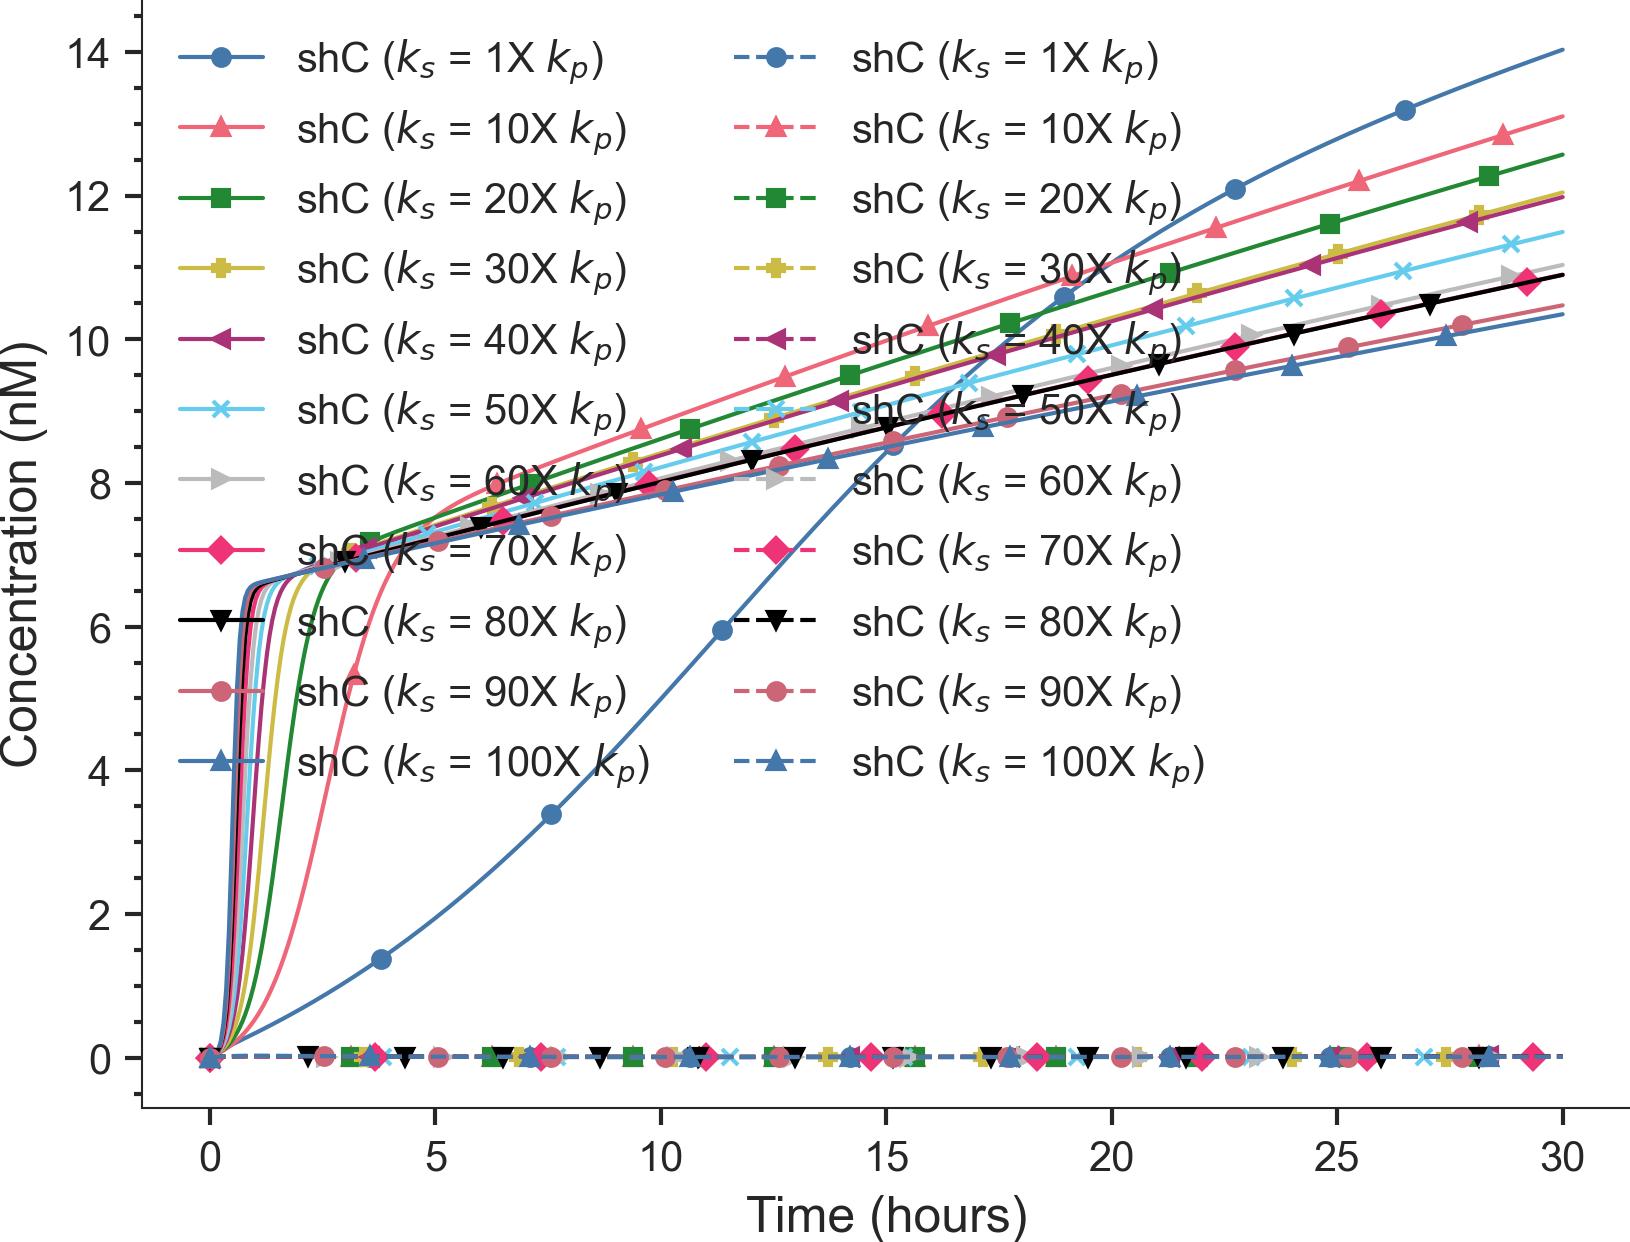 14
12
10
8
6
4
2
0
Concentration (nM)
shC (ks = 1X kp)
shC (ks = 10X kp)
shC (ks = 20X kp)
shC (ks = 30X kp)
shC (ks = 40X kp)
shC (ks = 50X kp)
shC (ks = 60X kp)
shC (ks = 70X kp)
shC (ks = 80X kp)
shC (ks = 90X kp)
shC (ks = 100X kp)
shC (ks = 1X kp)
shC (ks = 10X kp)
shC (ks = 20X kp)
shC (ks = 30X kp)
shC (ks = 40X kp)
shC (ks = 50X kp)
shC (ks = 60X kp)
shC (ks = 70X kp)
shC (ks = 80X kp)
shC (ks = 90X kp)
shC (ks = 100X kp)
0 5 10 15 20 25 30
Time (hours)